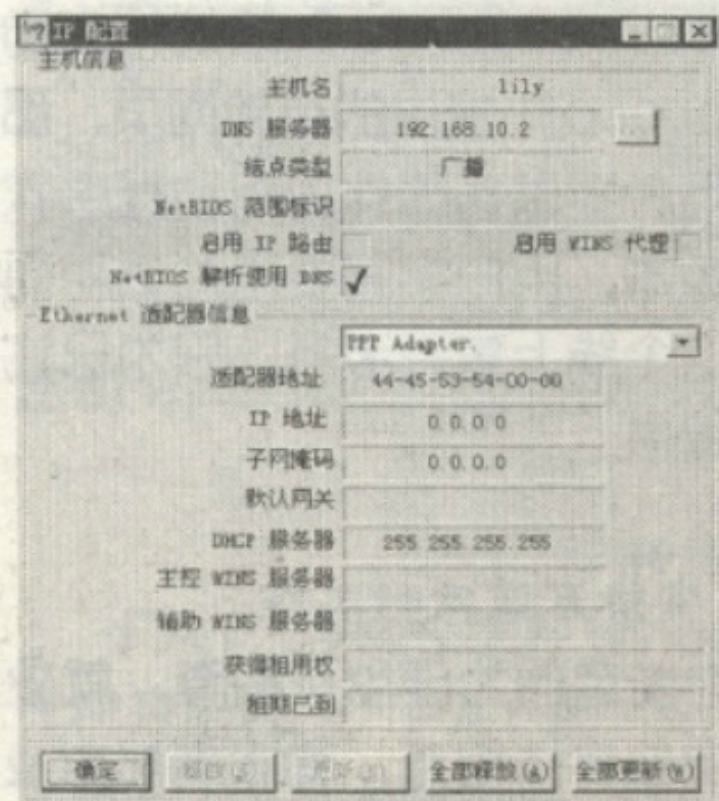 IP 配置
主机信息
主机名 lily
DNS 服务器 192.168.10.2
结点类型 广播
NetBIOS 范围标识
启用 IP 路由 启用 WINS 代理
NetBIOS 解析使用 DNS ✓
Ethernet 适配器信息
PPP Adapter.
适配器地址 44-45-53-54-00-00
IP 地址 0.0.0.0
子网掩码 0.0.0.0
默认网关
DHCP 服务器 255.255.255.255
主控 WINS 服务器
辅助 WINS 服务器
获得租用权
租期已到
确定 释放(S) 更新(N) 全部释放(A) 全部更新(W)